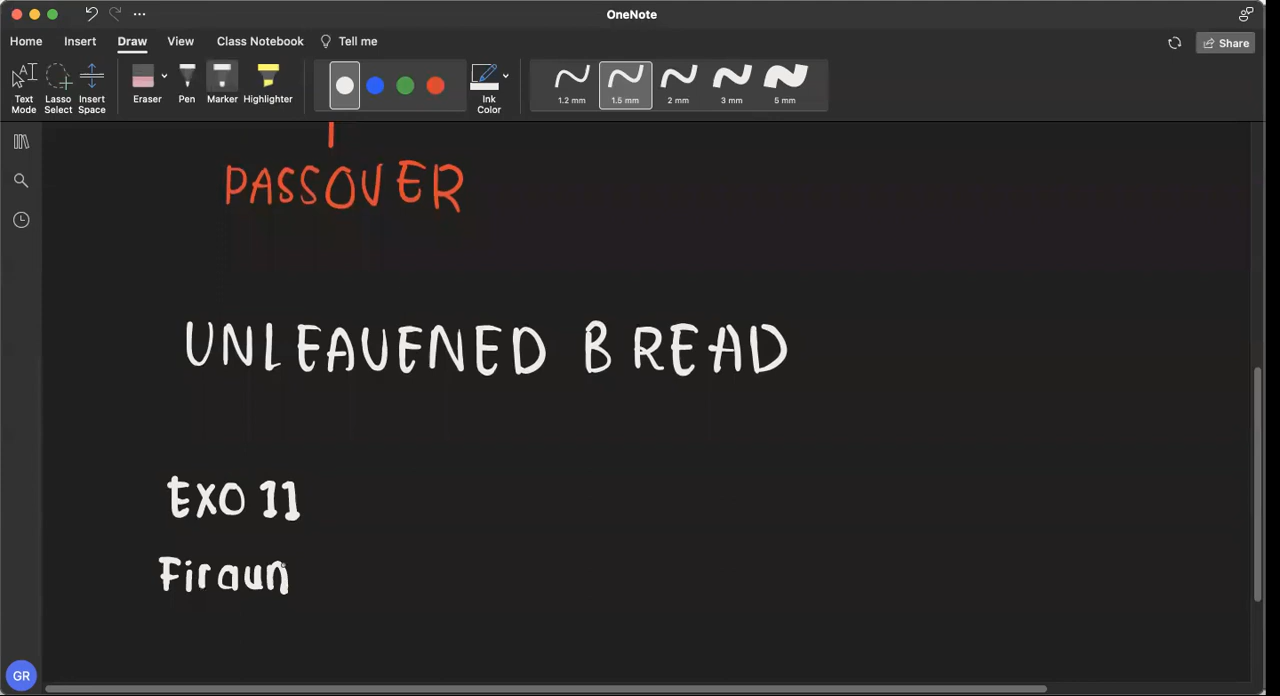 OneNote
Home Insert Draw View Class Notebook Tell me
Share
Text Mode
Lasso Select
Insert Space
Eraser
Pen
Marker
Highlighter
Ink Color
1.2 mm
1.5 mm
2 mm
3 mm
5 mm
PASSOVER
UNLEAVENED BREAD
EXO 11
Firaun
GR